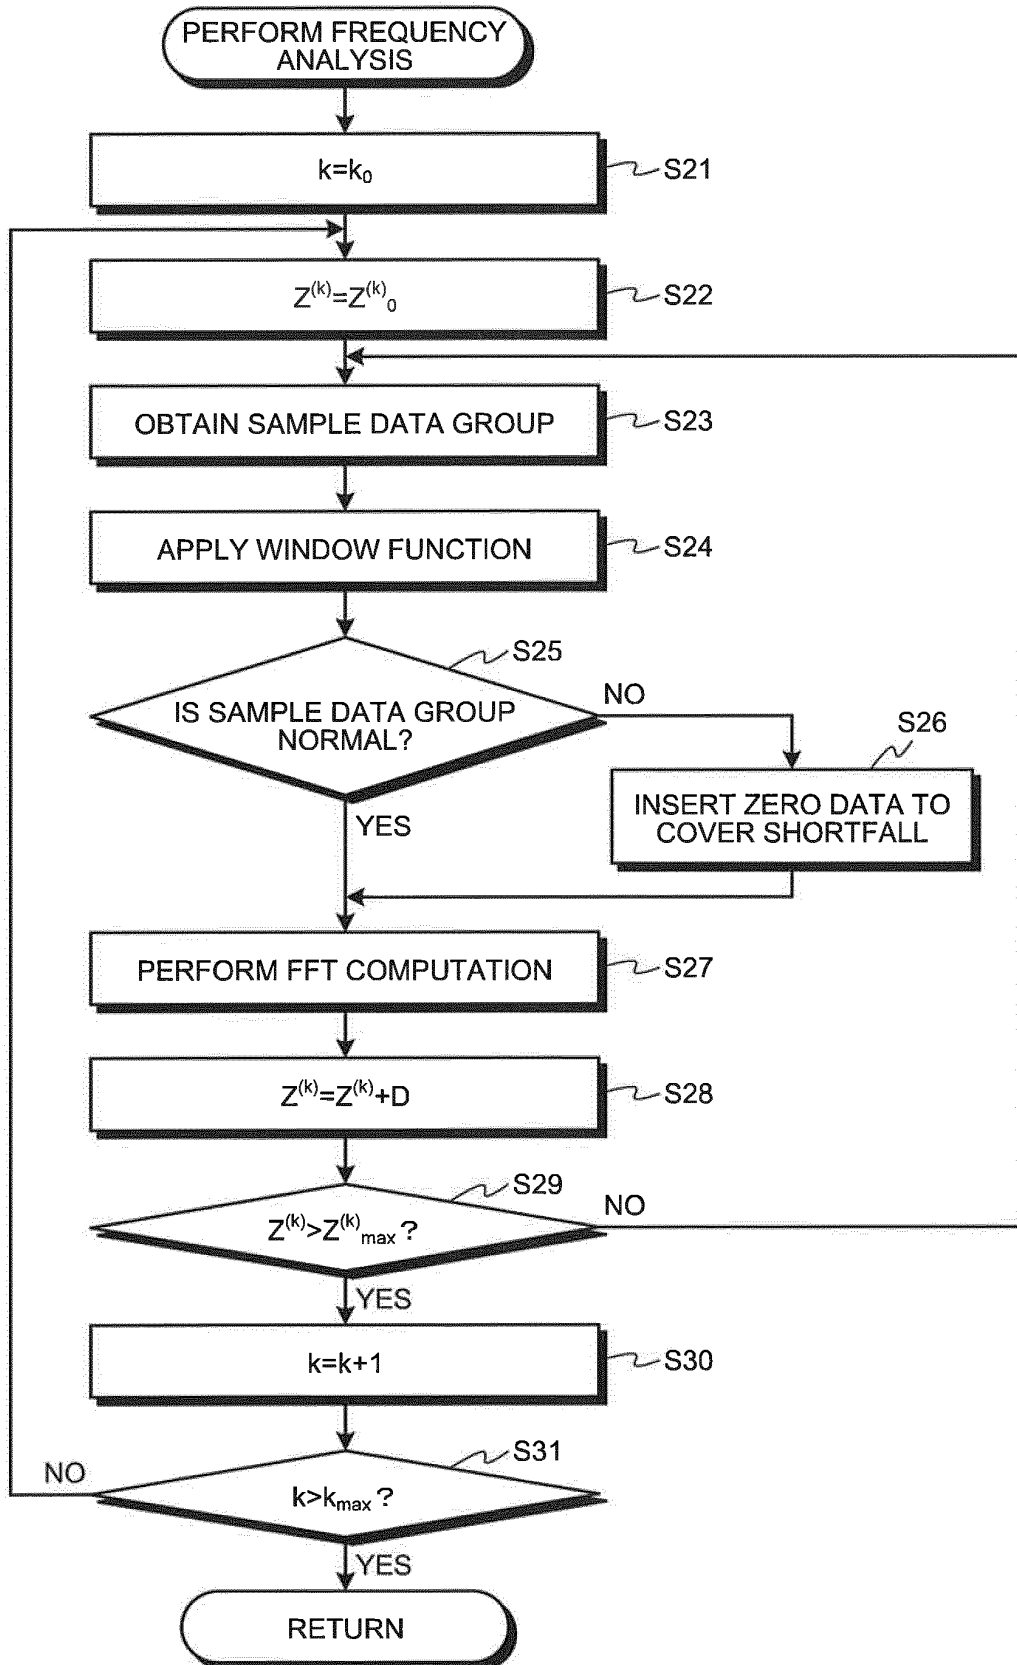 PERFORM FREQUENCY
ANALYSIS
k=k₀
S21
Z⁽ᵏ⁾=Z⁽ᵏ⁾₀
S22
OBTAIN SAMPLE DATA GROUP
S23
APPLY WINDOW FUNCTION
S24
S25
IS SAMPLE DATA GROUP
NORMAL?
NO
YES
S26
INSERT ZERO DATA TO
COVER SHORTFALL
PERFORM FFT COMPUTATION
S27
Z⁽ᵏ⁾=Z⁽ᵏ⁾+D
S28
S29
Z⁽ᵏ⁾>Z⁽ᵏ⁾ₘₐₓ?
NO
YES
k=k+1
S30
S31
k>kₘₐₓ?
NO
YES
RETURN